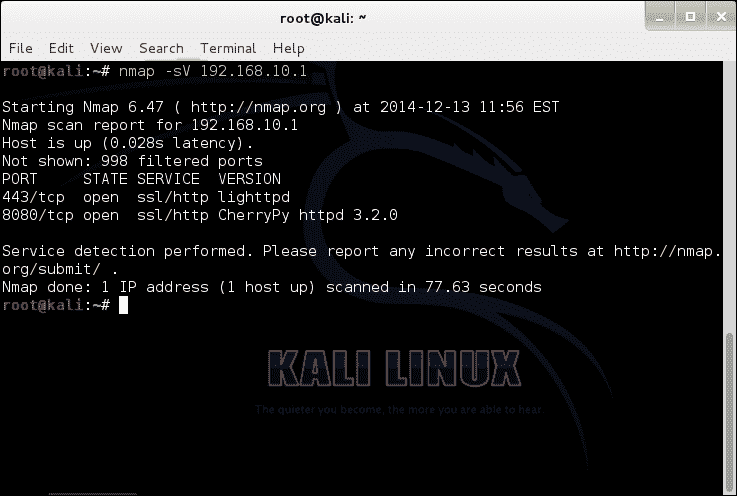 root@kali: ~
File Edit View Search Terminal Help
root@kali:~# nmap -sV 192.168.10.1
Starting Nmap 6.47 ( http://nmap.org ) at 2014-12-13 11:56 EST
Nmap scan report for 192.168.10.1
Host is up (0.028s latency).
Not shown: 998 filtered ports
PORT     STATE SERVICE  VERSION
443/tcp  open  ssl/http lighttpd
8080/tcp open  ssl/http CherryPy httpd 3.2.0
Service detection performed. Please report any incorrect results at http://nmap.
org/submit/ .
Nmap done: 1 IP address (1 host up) scanned in 77.63 seconds
root@kali:~#
KALI LINUX
The quieter you become, the more you are able to hear.